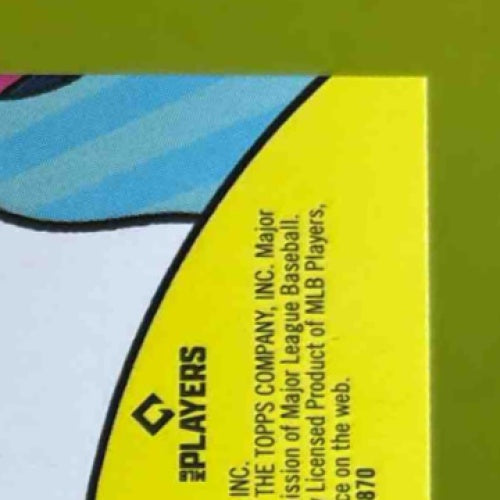 MLB PLAYERS
INC.
THE TOPPS COMPANY, INC. Major
ission of Major League Baseball.
Licensed Product of MLB Players,
e on the web.
870